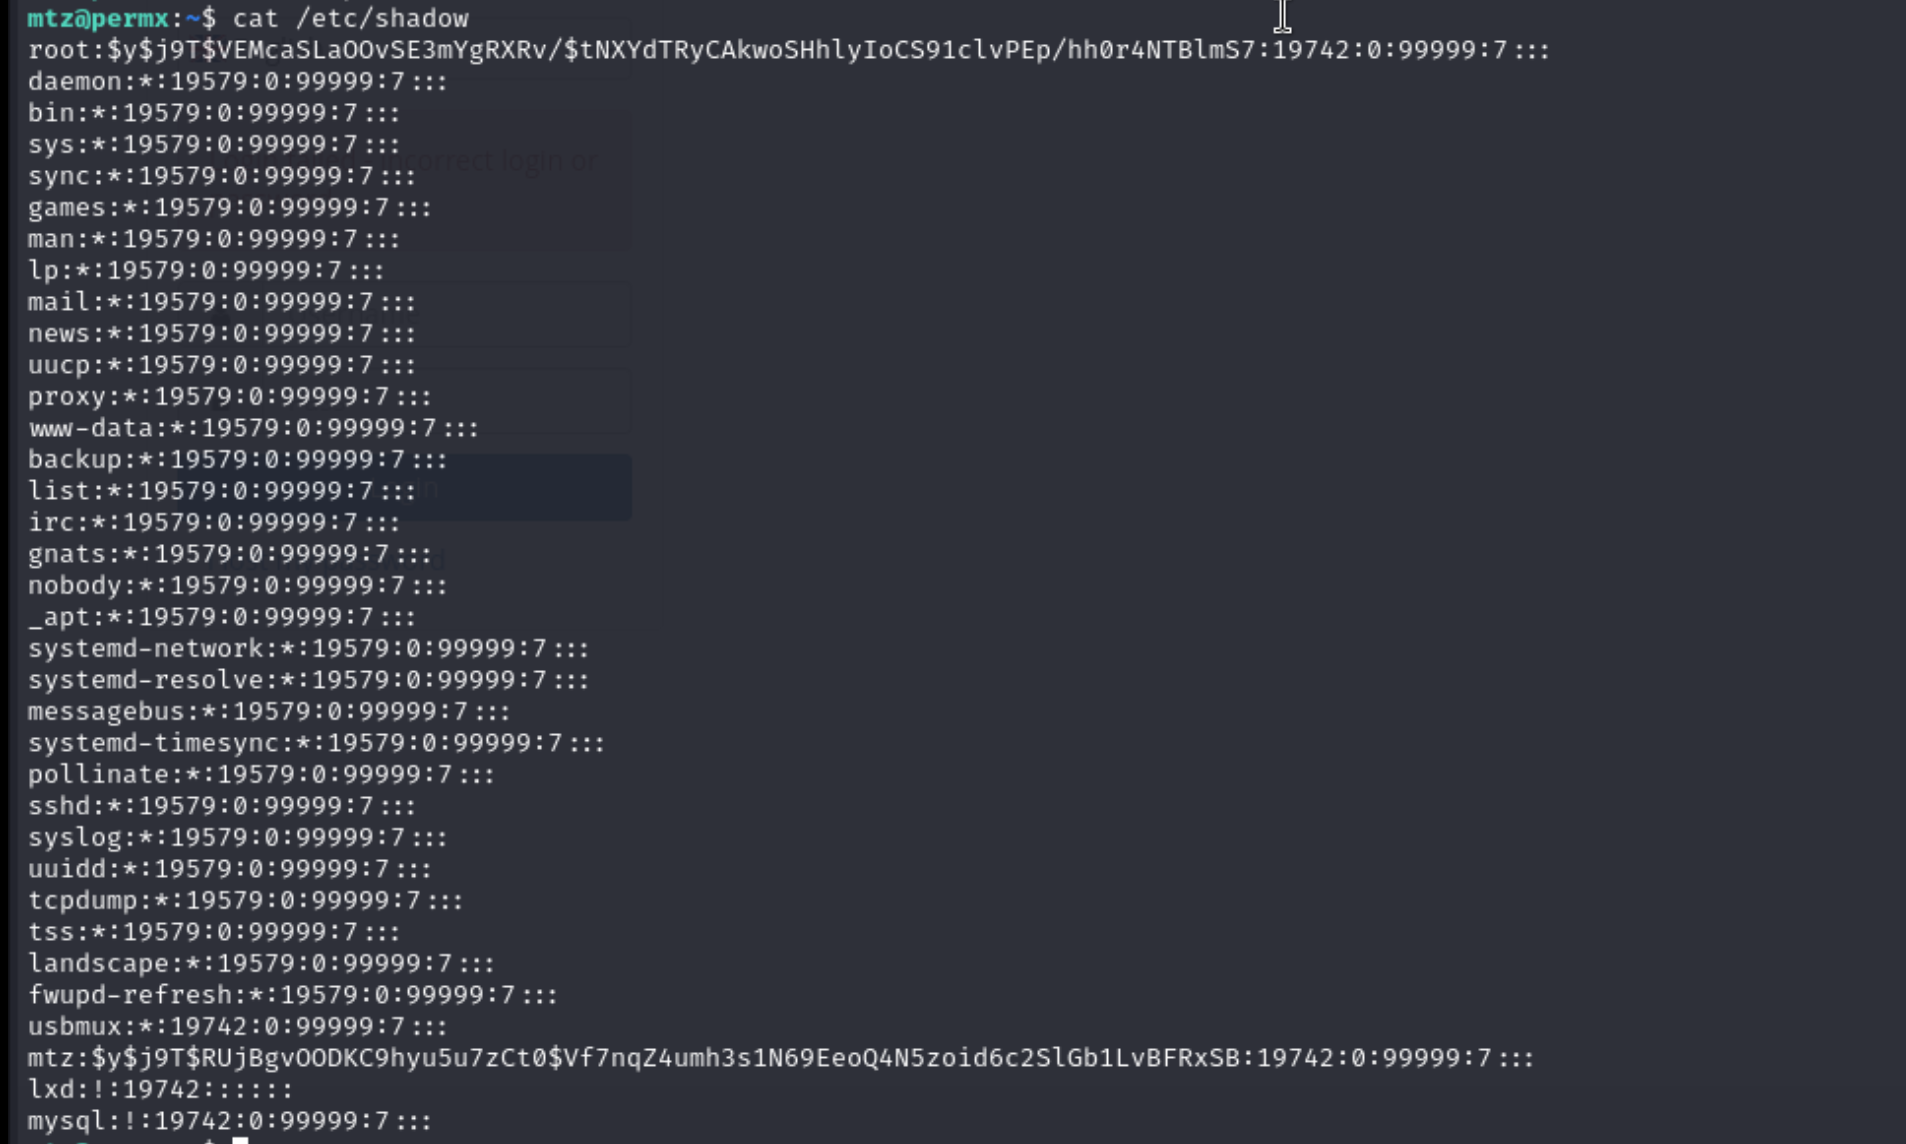 mtz@permx:~$ cat /etc/shadow
root:$y$j9T$VEMcaSLaOOvSE3mYgRXRv/$tNXYdTRyCAkwoSHhlyIoCS91clvPEp/hh0r4NTBlmS7:19742:0:99999:7:::
daemon:*:19579:0:99999:7:::
bin:*:19579:0:99999:7:::
sys:*:19579:0:99999:7:::
sync:*:19579:0:99999:7:::
games:*:19579:0:99999:7:::
man:*:19579:0:99999:7:::
lp:*:19579:0:99999:7:::
mail:*:19579:0:99999:7:::
news:*:19579:0:99999:7:::
uucp:*:19579:0:99999:7:::
proxy:*:19579:0:99999:7:::
www-data:*:19579:0:99999:7:::
backup:*:19579:0:99999:7:::
list:*:19579:0:99999:7:::
irc:*:19579:0:99999:7:::
gnats:*:19579:0:99999:7:::
nobody:*:19579:0:99999:7:::
_apt:*:19579:0:99999:7:::
systemd-network:*:19579:0:99999:7:::
systemd-resolve:*:19579:0:99999:7:::
messagebus:*:19579:0:99999:7:::
systemd-timesync:*:19579:0:99999:7:::
pollinate:*:19579:0:99999:7:::
sshd:*:19579:0:99999:7:::
syslog:*:19579:0:99999:7:::
uuidd:*:19579:0:99999:7:::
tcpdump:*:19579:0:99999:7:::
tss:*:19579:0:99999:7:::
landscape:*:19579:0:99999:7:::
fwupd-refresh:*:19579:0:99999:7:::
usbmux:*:19742:0:99999:7:::
mtz:$y$j9T$RUjBgvOODKC9hyu5u7zCt0$Vf7nqZ4umh3s1N69EeoQ4N5zoid6c2SlGb1LvBFRxSB:19742:0:99999:7:::
lxd:!:19742::::::
mysql:!:19742:0:99999:7:::